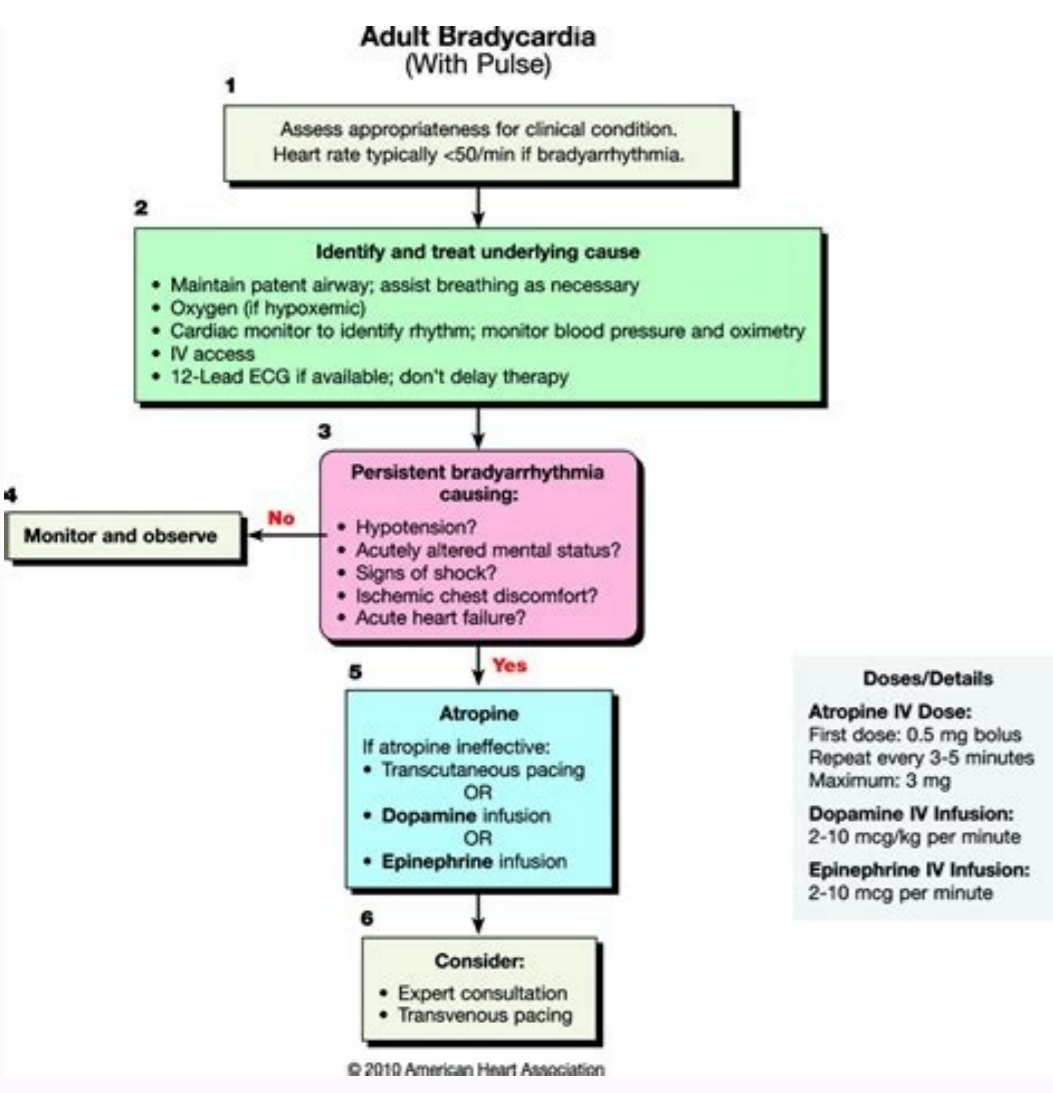 Adult Bradycardia
(With Pulse)
1
Assess appropriateness for clinical condition.
Heart rate typically <50/min if bradyarrhythmia.
2
Identify and treat underlying cause
• Maintain patent airway; assist breathing as necessary
• Oxygen (if hypoxemic)
• Cardiac monitor to identify rhythm; monitor blood pressure and oximetry
• IV access
• 12-Lead ECG if available; don't delay therapy
3
Persistent bradyarrhythmia
causing:
• Hypotension?
• Acutely altered mental status?
• Signs of shock?
• Ischemic chest discomfort?
• Acute heart failure?
No
4
Monitor and observe
Yes
5
Atropine
If atropine ineffective:
• Transcutaneous pacing
OR
• Dopamine infusion
OR
• Epinephrine infusion
6
Consider:
• Expert consultation
• Transvenous pacing
Doses/Details
Atropine IV Dose:
First dose: 0.5 mg bolus
Repeat every 3-5 minutes
Maximum: 3 mg
Dopamine IV Infusion:
2-10 mcg/kg per minute
Epinephrine IV Infusion:
2-10 mcg per minute
© 2010 American Heart Association